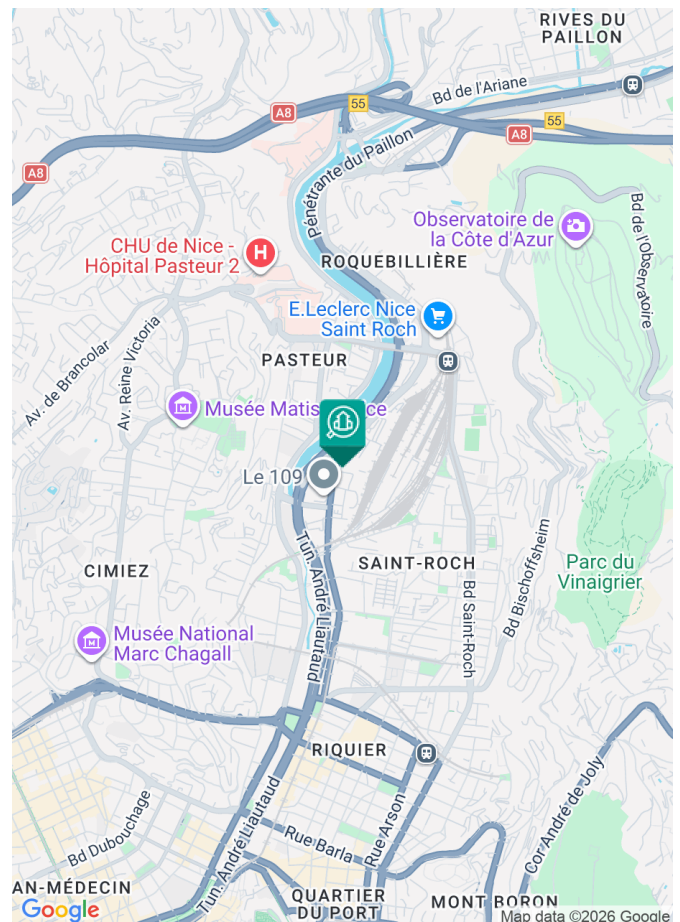 RIVES DU
PAILLON
Bd de l'Ariane
55
A8
55
A8
A8
Pénétrante du Paillon
Observatoire de
la Côte d'Azur
Bd de l'Observatoire
CHU de Nice -
Hôpital Pasteur 2
H
ROQUEBILLIÈRE
E.Leclerc Nice
Saint Roch
PASTEUR
Av. Reine Victoria
Av. de Brancolar
M
Le 109
Tun. André Liautaud
SAINT-ROCH
CIMIEZ
Bd Saint-Roch
Bd Bischoffsheim
Parc du
Vinaigrier
M
Musée National
Marc Chagall
RIQUIER
Cor André de Joly
Tun. André Liautaud
Bd Dubouchage
Rue Barla
Rue Arson
AN-MÉDECIN
QUARTIER
DU PORT
MONT BORON
Google
Map data ©2026 Google